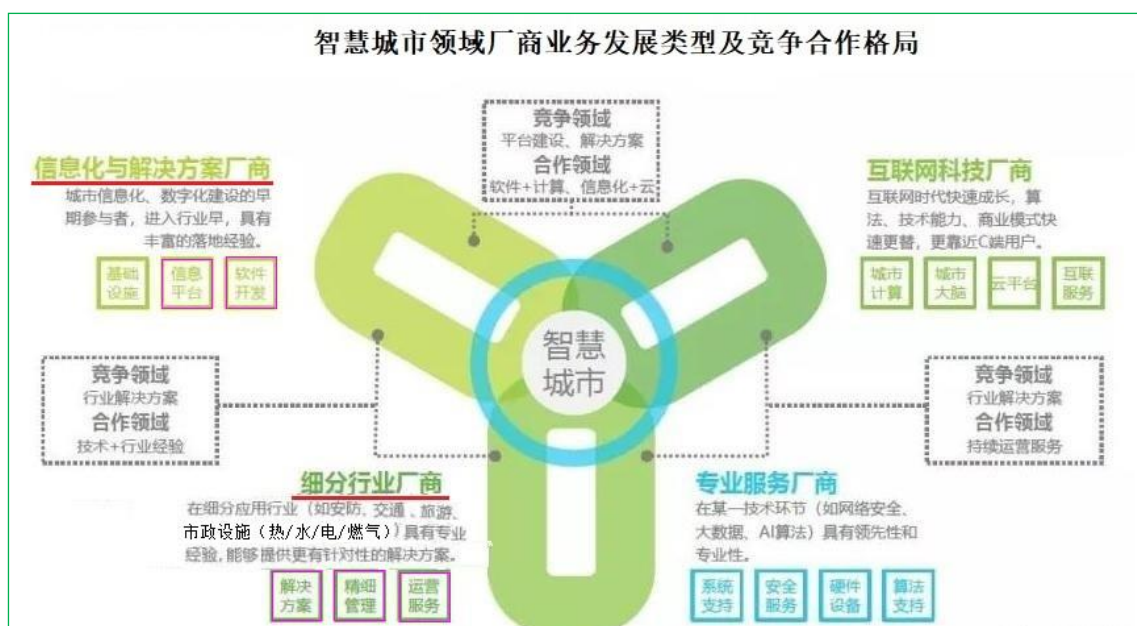 智慧城市领域厂商业务发展类型及竞争合作格局
竞争领域
平台建设、解决方案
合作领域
软件+计算、信息化+云
信息化与解决方案厂商
城市信息化、数字化建设的早
期参与者，进入行业早，具有
丰富的落地经验。
基础
设施
信息
平台
软件
开发
互联网科技厂商
互联网时代快速成长，算
法、技术能力、商业模式快
速更替，更靠近C端用户。
城市
计算
城市
大脑
云平台
互联
服务
智慧
城市
竞争领域
行业解决方案
合作领域
技术+行业经验
竞争领域
行业解决方案
合作领域
持续运营服务
细分行业厂商
在细分应用行业（如安防、交通、旅游、
市政设施（热/水/电/燃气））具有专业
经验，能够提供更有针对性的解决方案。
解决
方案
精细
管理
运营
服务
专业服务厂商
在某一技术环节（如网络安全、
大数据、AI算法）具有领先性和
专业性。
系统
支持
安全
服务
硬件
设备
算法
支持